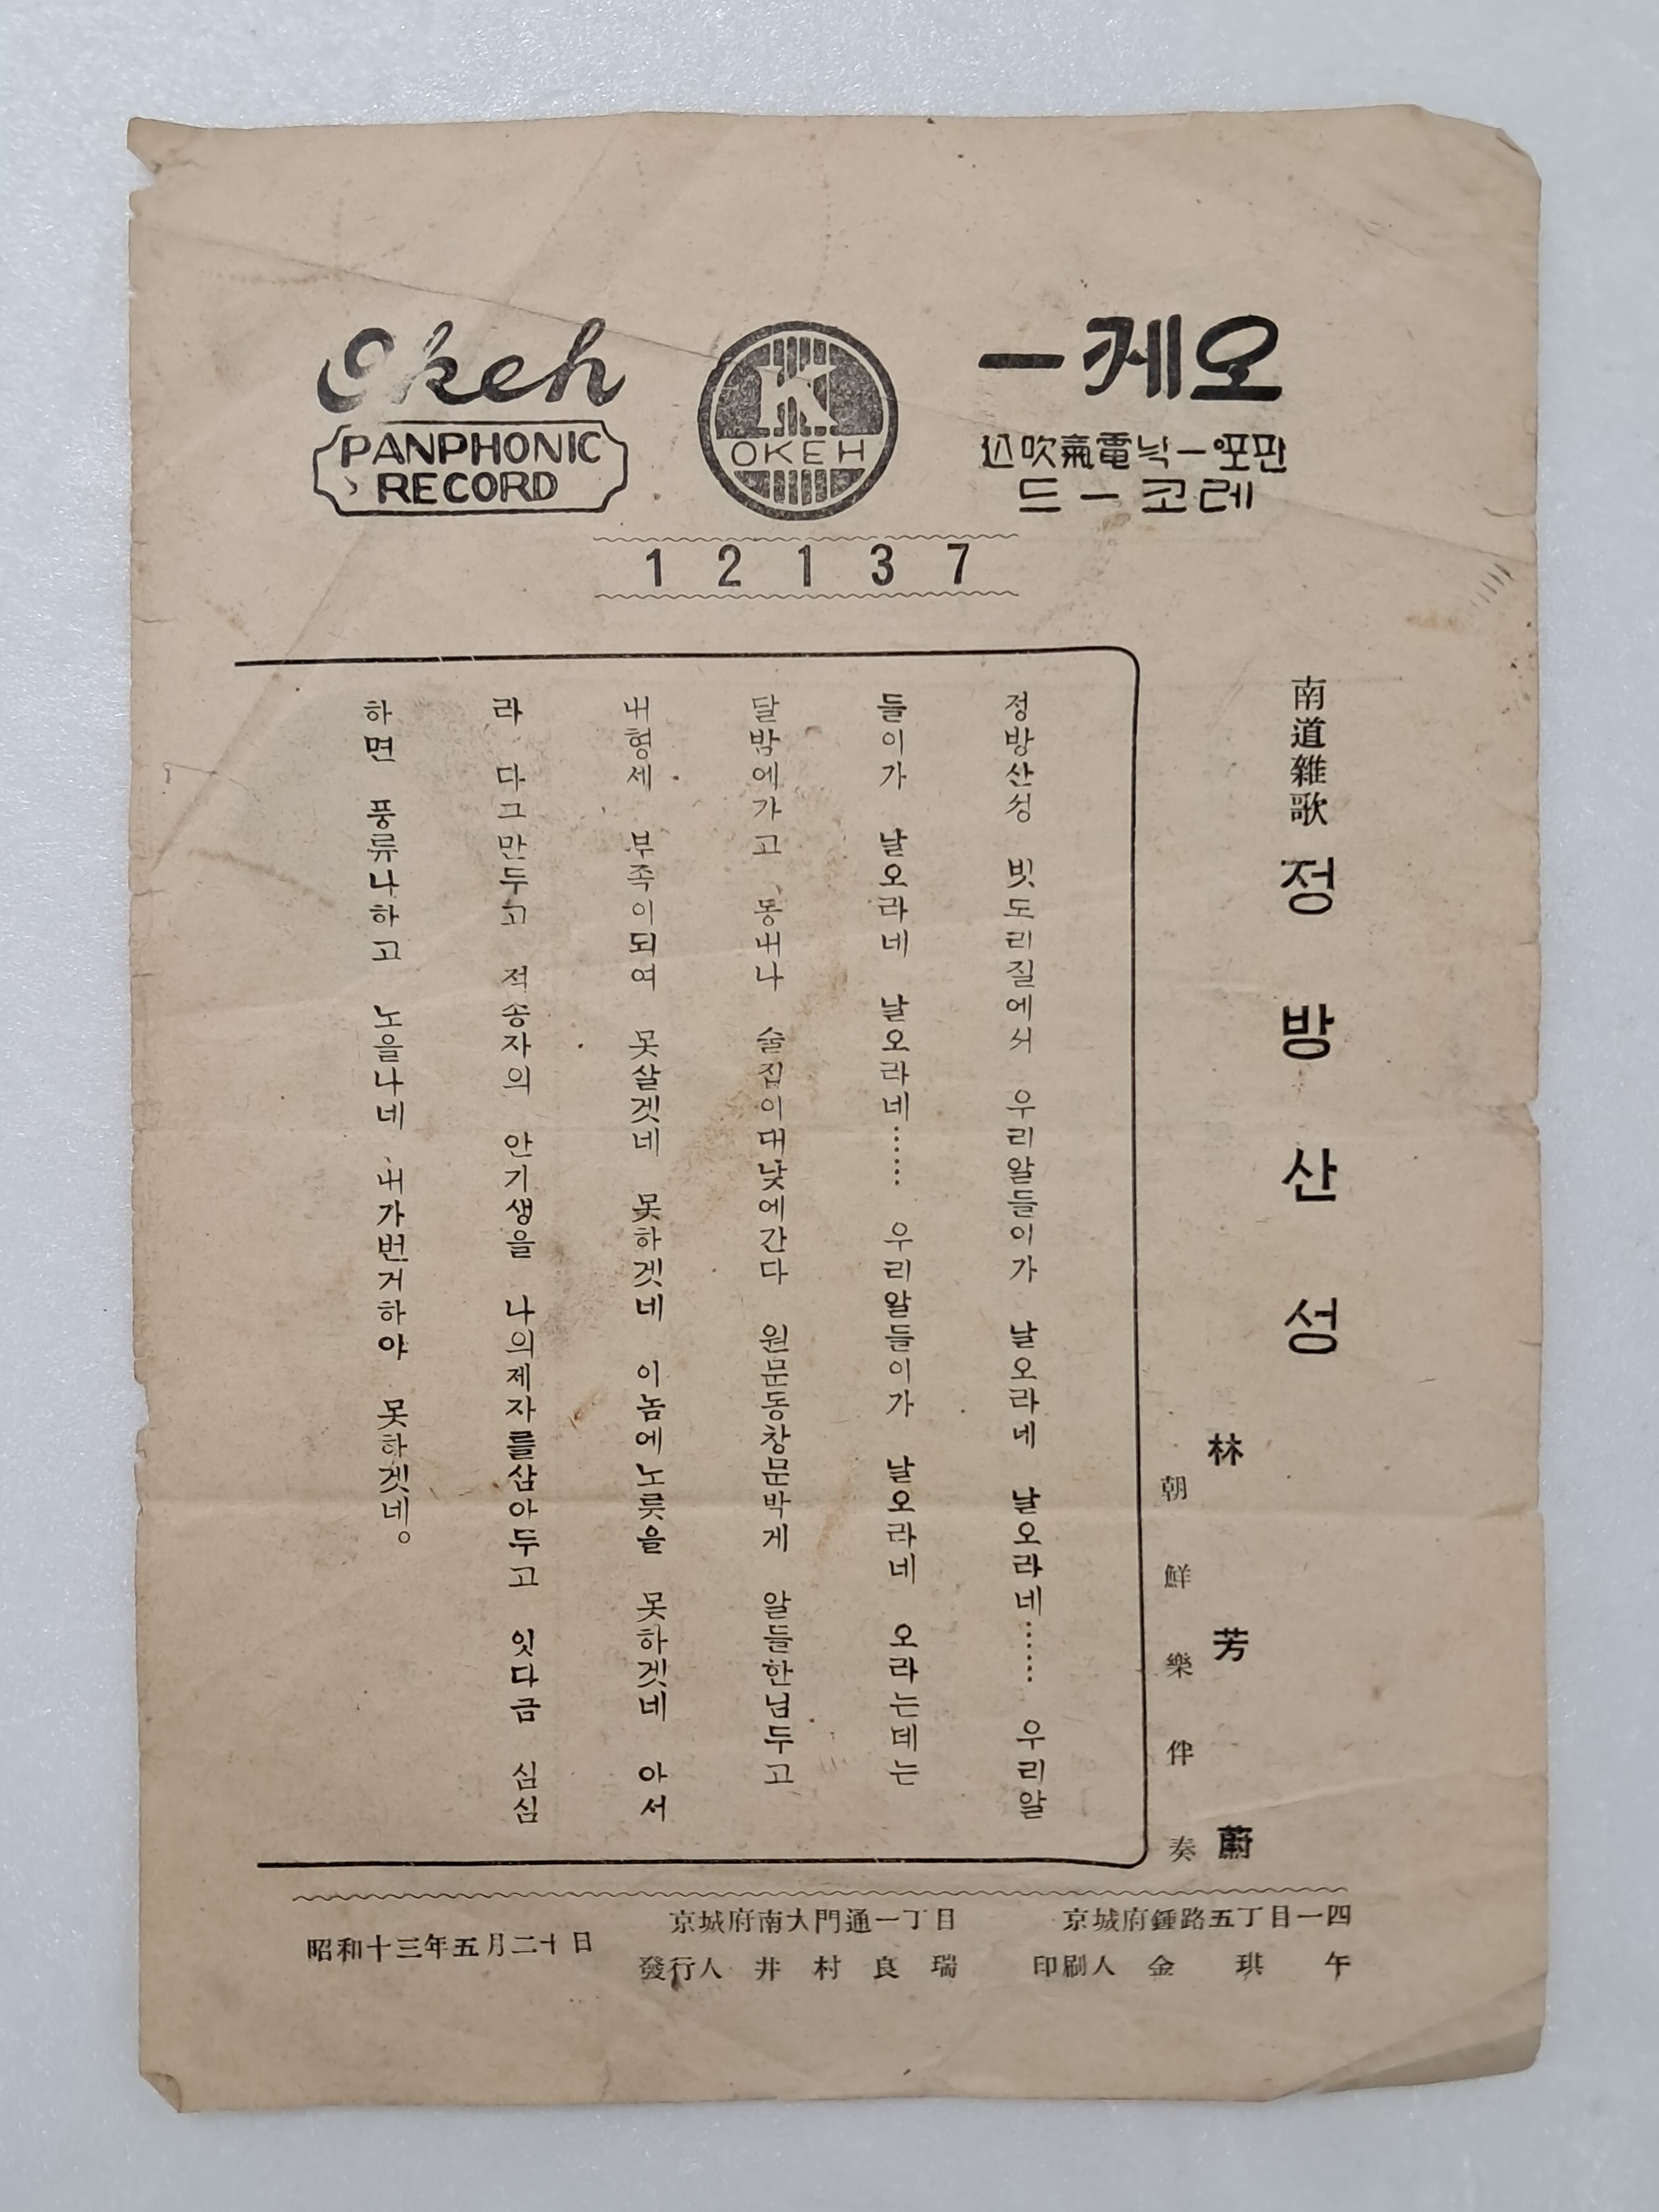 Okeh
PANPHONIC
RECORD
K
OKEH
오케ー
판포ー닉電氣吹込
레코ー드
12137
南道雜歌 정방산성
林芳蔚
朝鮮樂伴奏
정방산성 빗도리질에서 우리알들이가 날오라네 날오라네…… 우리알
들이가 날오라네 날오라네…… 우리알들이가 날오라네 오라는데는
달밤에가고 동내나 술집이대낮에간다 원문동창문박게 알들한님두고
내형세 부족이되여 못살겟네 못하겟네 이놈에노릇을 못하겟네 아서
라 다그만두고 적송자의 안기생을 나의제자를삼아두고 잇다금 심심
하면 풍류나하고 노을나네 내가번거하야 못하겟네。
京城府鍾路五丁目一四
印刷人 金琪午
京城府南大門通一丁目
發行人 井村良瑞
昭和十三年五月二十日